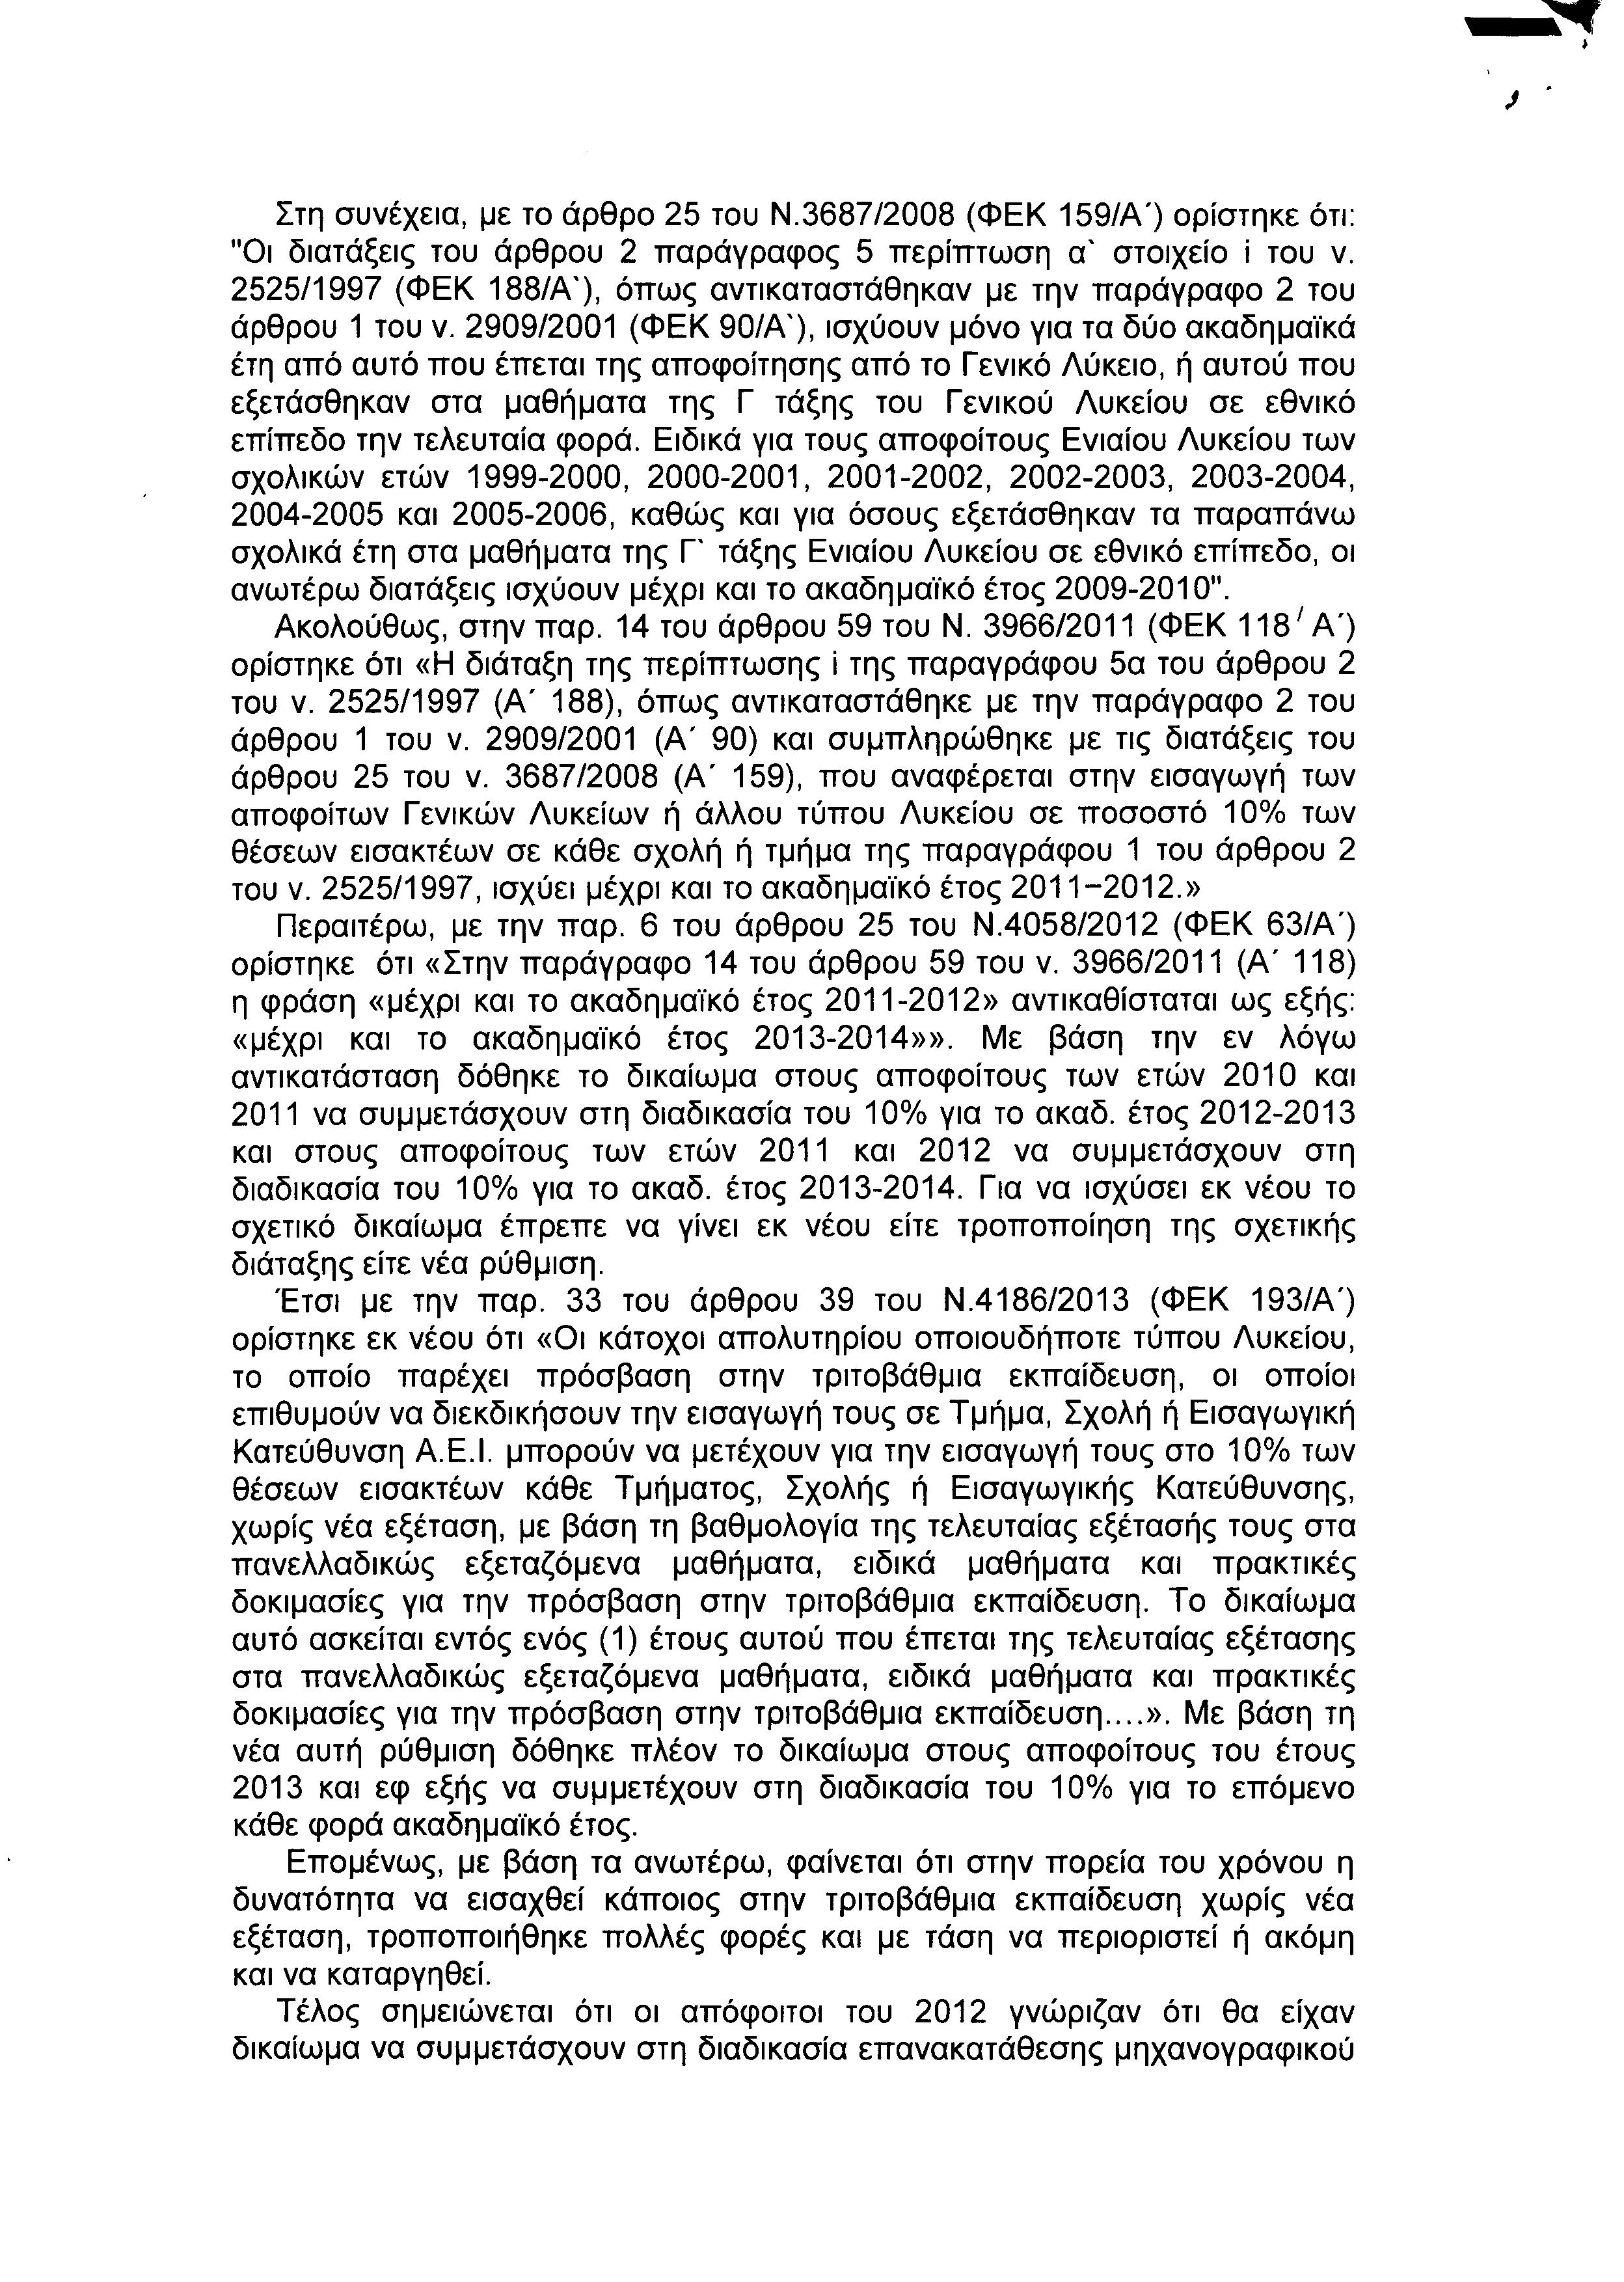 Στη συνέχεια, με το άρθρο 25 του Ν.3687/2008 (ΦΕΚ 159/Α΄) ορίστηκε ότι:
"Οι διατάξεις του άρθρου 2 παράγραφος 5 περίπτωση α` στοιχείο i του ν.
2525/1997 (ΦΕΚ 188/Α`), όπως αντικαταστάθηκαν με την παράγραφο 2 του
άρθρου 1 του ν. 2909/2001 (ΦΕΚ 90/Α`), ισχύουν μόνο για τα δύο ακαδημαϊκά
έτη από αυτό που έπεται της αποφοίτησης από το Γενικό Λύκειο, ή αυτού που
εξετάσθηκαν στα μαθήματα της Γ τάξης του Γενικού Λυκείου σε εθνικό
επίπεδο την τελευταία φορά. Ειδικά για τους αποφοίτους Ενιαίου Λυκείου των
σχολικών ετών 1999-2000, 2000-2001, 2001-2002, 2002-2003, 2003-2004,
2004-2005 και 2005-2006, καθώς και για όσους εξετάσθηκαν τα παραπάνω
σχολικά έτη στα μαθήματα της Γ` τάξης Ενιαίου Λυκείου σε εθνικό επίπεδο, οι
ανωτέρω διατάξεις ισχύουν μέχρι και το ακαδημαϊκό έτος 2009-2010".
Ακολούθως, στην παρ. 14 του άρθρου 59 του Ν. 3966/2011 (ΦΕΚ 118΄ Α΄)
ορίστηκε ότι «Η διάταξη της περίπτωσης i της παραγράφου 5α του άρθρου 2
του ν. 2525/1997 (Α΄ 188), όπως αντικαταστάθηκε με την παράγραφο 2 του
άρθρου 1 του ν. 2909/2001 (Α΄ 90) και συμπληρώθηκε με τις διατάξεις του
άρθρου 25 του ν. 3687/2008 (Α΄ 159), που αναφέρεται στην εισαγωγή των
αποφοίτων Γενικών Λυκείων ή άλλου τύπου Λυκείου σε ποσοστό 10% των
θέσεων εισακτέων σε κάθε σχολή ή τμήμα της παραγράφου 1 του άρθρου 2
του ν. 2525/1997, ισχύει μέχρι και το ακαδημαϊκό έτος 2011−2012.»
Περαιτέρω, με την παρ. 6 του άρθρου 25 του Ν.4058/2012 (ΦΕΚ 63/Α΄)
ορίστηκε ότι «Στην παράγραφο 14 του άρθρου 59 του ν. 3966/2011 (Α΄ 118)
η φράση «μέχρι και το ακαδημαϊκό έτος 2011-2012» αντικαθίσταται ως εξής:
«μέχρι και το ακαδημαϊκό έτος 2013-2014»». Με βάση την εν λόγω
αντικατάσταση δόθηκε το δικαίωμα στους αποφοίτους των ετών 2010 και
2011 να συμμετάσχουν στη διαδικασία του 10% για το ακαδ. έτος 2012-2013
και στους αποφοίτους των ετών 2011 και 2012 να συμμετάσχουν στη
διαδικασία του 10% για το ακαδ. έτος 2013-2014. Για να ισχύσει εκ νέου το
σχετικό δικαίωμα έπρεπε να γίνει εκ νέου είτε τροποποίηση της σχετικής
διάταξης είτε νέα ρύθμιση.
Έτσι με την παρ. 33 του άρθρου 39 του Ν.4186/2013 (ΦΕΚ 193/Α΄)
ορίστηκε εκ νέου ότι «Οι κάτοχοι απολυτηρίου οποιουδήποτε τύπου Λυκείου,
το οποίο παρέχει πρόσβαση στην τριτοβάθμια εκπαίδευση, οι οποίοι
επιθυμούν να διεκδικήσουν την εισαγωγή τους σε Τμήμα, Σχολή ή Εισαγωγική
Κατεύθυνση Α.Ε.Ι. μπορούν να μετέχουν για την εισαγωγή τους στο 10% των
θέσεων εισακτέων κάθε Τμήματος, Σχολής ή Εισαγωγικής Κατεύθυνσης,
χωρίς νέα εξέταση, με βάση τη βαθμολογία της τελευταίας εξέτασής τους στα
πανελλαδικώς εξεταζόμενα μαθήματα, ειδικά μαθήματα και πρακτικές
δοκιμασίες για την πρόσβαση στην τριτοβάθμια εκπαίδευση. Το δικαίωμα
αυτό ασκείται εντός ενός (1) έτους αυτού που έπεται της τελευταίας εξέτασης
στα πανελλαδικώς εξεταζόμενα μαθήματα, ειδικά μαθήματα και πρακτικές
δοκιμασίες για την πρόσβαση στην τριτοβάθμια εκπαίδευση....». Με βάση τη
νέα αυτή ρύθμιση δόθηκε πλέον το δικαίωμα στους αποφοίτους του έτους
2013 και εφ εξής να συμμετέχουν στη διαδικασία του 10% για το επόμενο
κάθε φορά ακαδημαϊκό έτος.
Επομένως, με βάση τα ανωτέρω, φαίνεται ότι στην πορεία του χρόνου η
δυνατότητα να εισαχθεί κάποιος στην τριτοβάθμια εκπαίδευση χωρίς νέα
εξέταση, τροποποιήθηκε πολλές φορές και με τάση να περιοριστεί ή ακόμη
και να καταργηθεί.
Τέλος σημειώνεται ότι οι απόφοιτοι του 2012 γνώριζαν ότι θα είχαν
δικαίωμα να συμμετάσχουν στη διαδικασία επανακατάθεσης μηχανογραφικού